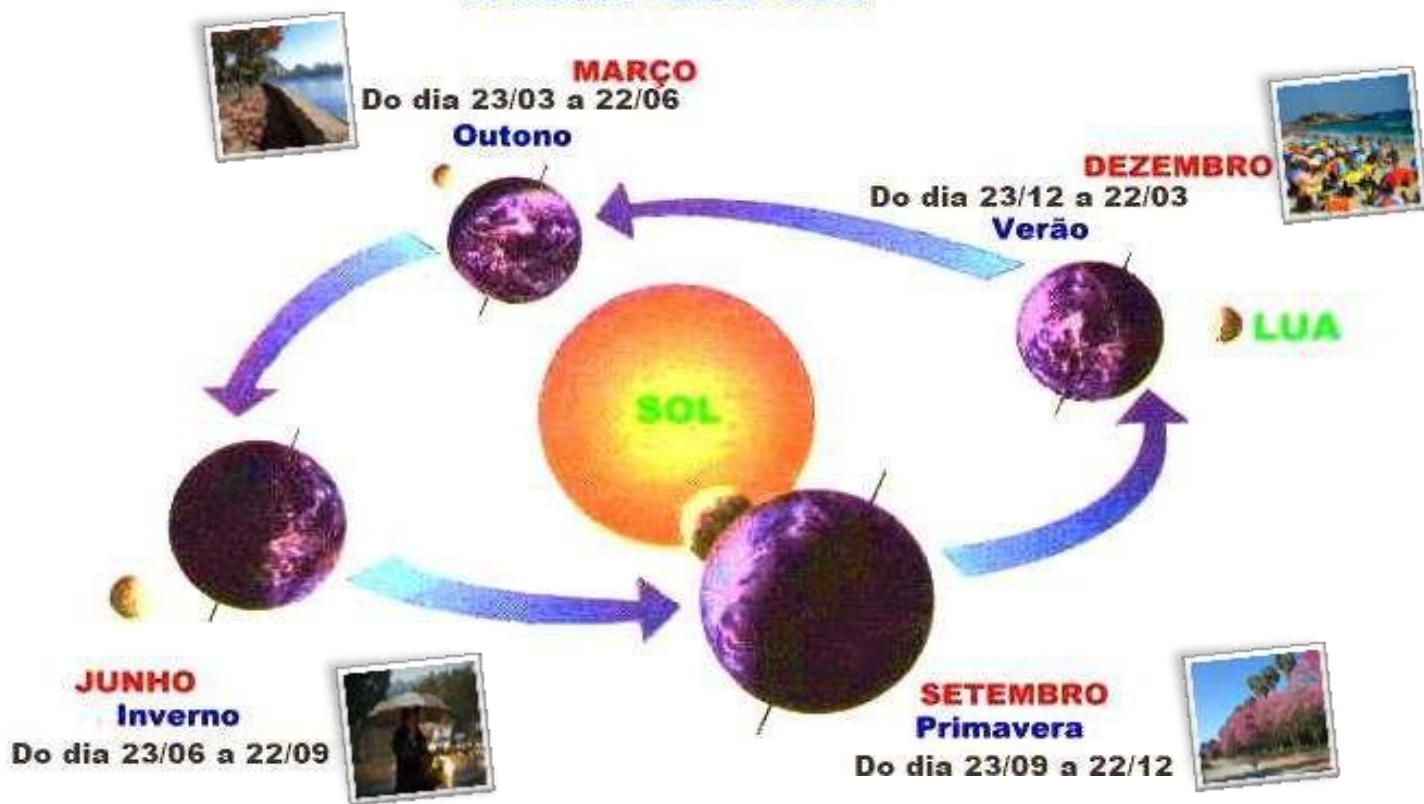 MARÇO
Do dia 23/03 a 22/06
Outono
DEZEMBRO
Do dia 23/12 a 22/03
Verão
LUA
SOL
JUNHO
Inverno
Do dia 23/06 a 22/09
SETEMBRO
Primavera
Do dia 23/09 a 22/12